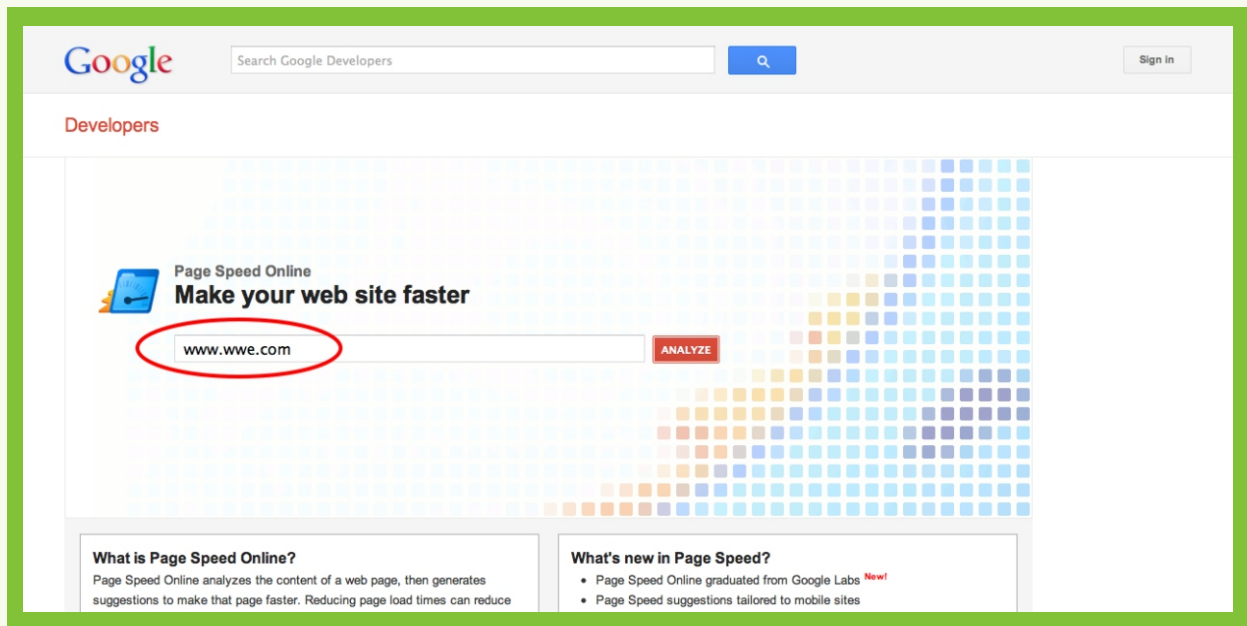 Google
Search Google Developers
Sign in
Developers
Page Speed Online
Make your web site faster
www.wwe.com
ANALYZE
What is Page Speed Online?
Page Speed Online analyzes the content of a web page, then generates
suggestions to make that page faster. Reducing page load times can reduce
What's new in Page Speed?
• Page Speed Online graduated from Google Labs New!
• Page Speed suggestions tailored to mobile sites